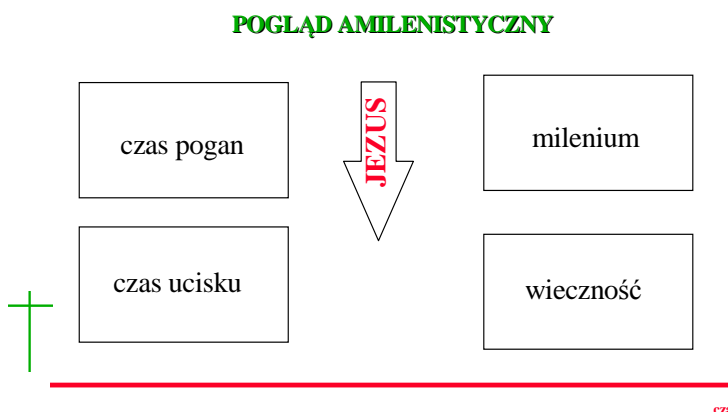 POGLĄD AMILENISTYCZNY
czas pogan
JEZUS
milenium
czas ucisku
wieczność